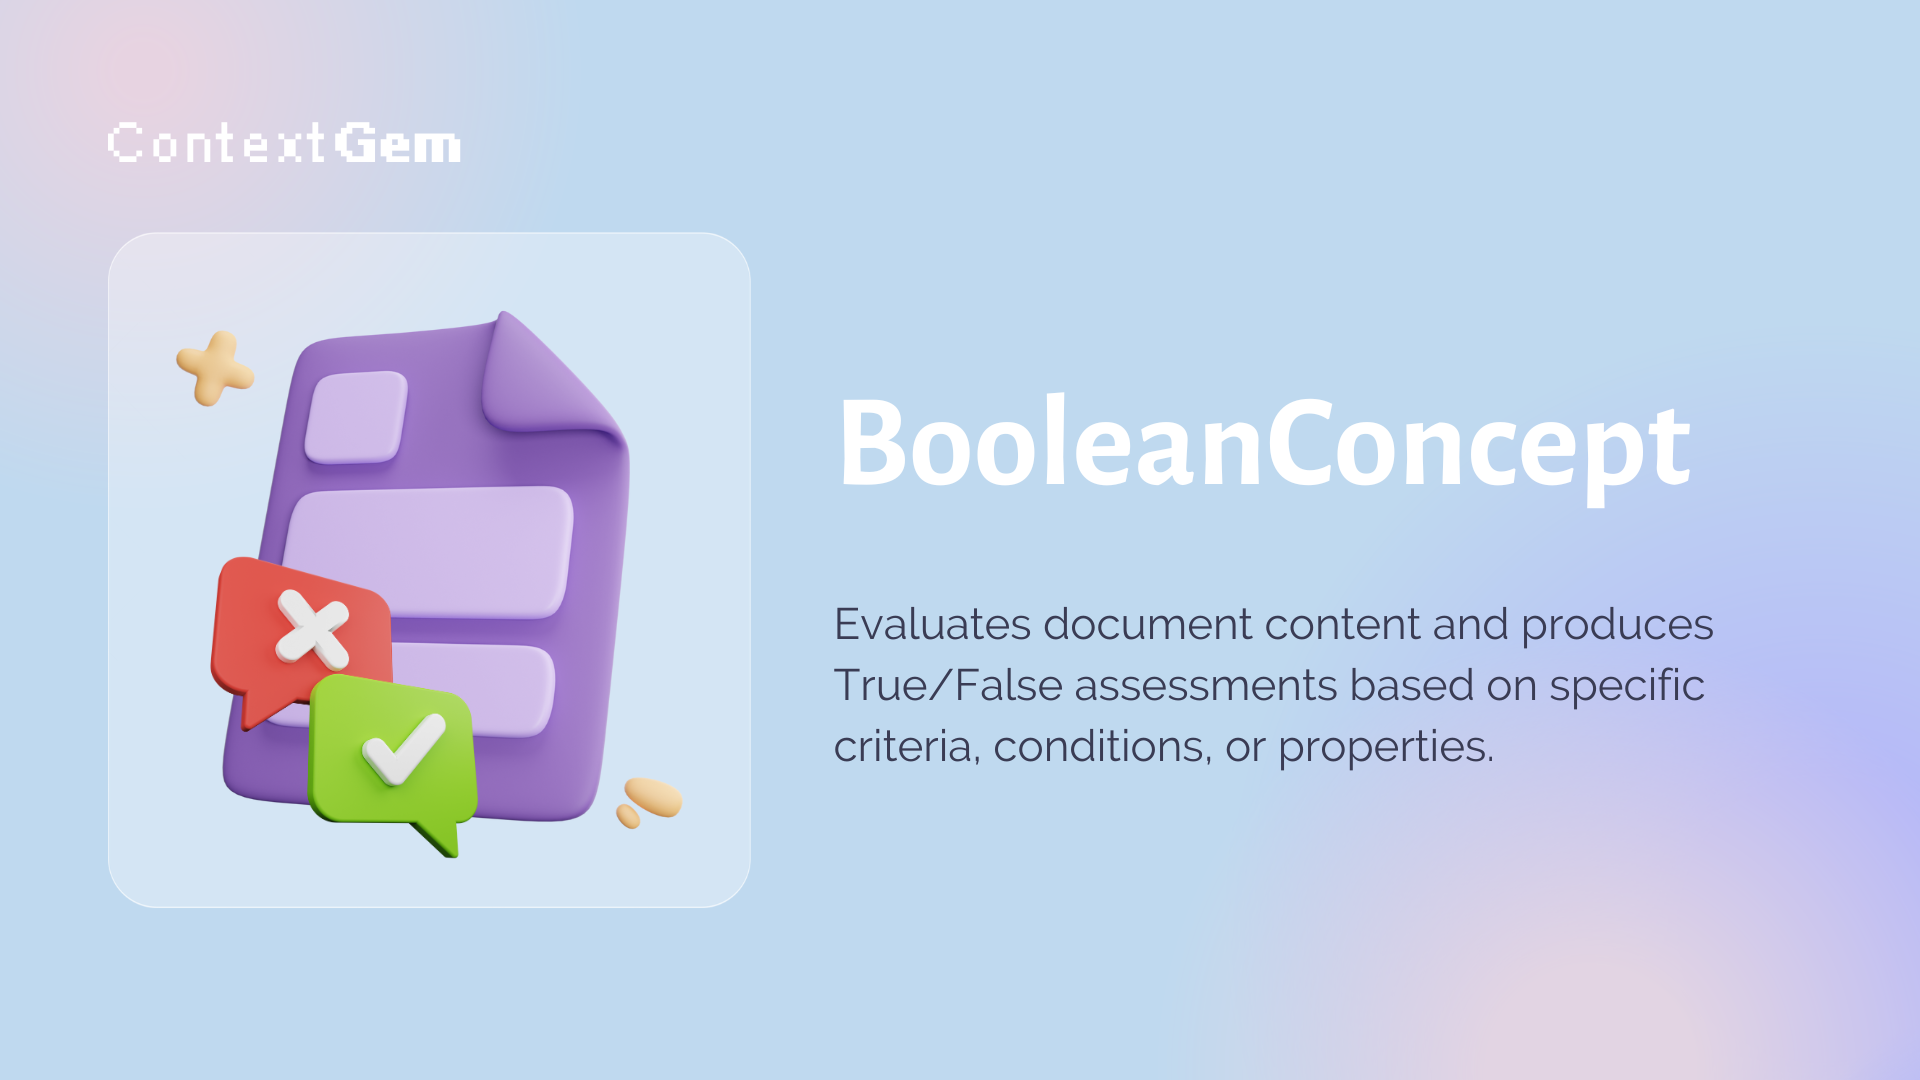 ContextGem
BooleanConcept
Evaluates document content and produces
True/False assessments based on specific
criteria, conditions, or properties.